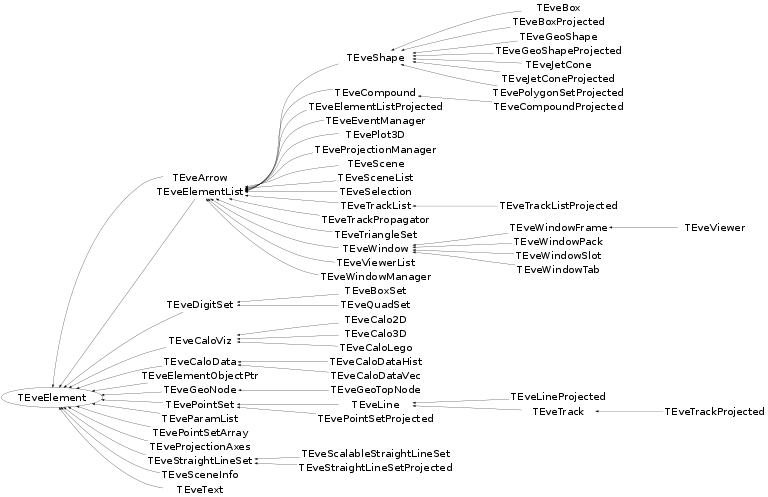 TEveBox
TEveBoxProjected
TEveGeoShape
TEveGeoShapeProjected
TEveShape
TEveJetCone
TEveJetConeProjected
TEveCompound
TEvePolygonSetProjected
TEveElementListProjected
TEveCompoundProjected
TEveEventManager
TEvePlot3D
TEveProjectionManager
TEveScene
TEveArrow
TEveSceneList
TEveElementList
TEveSelection
TEveTrackList
TEveTrackListProjected
TEveTrackPropagator
TEveWindowFrame
TEveViewer
TEveTriangleSet
TEveWindowPack
TEveWindow
TEveWindowSlot
TEveViewerList
TEveWindowTab
TEveWindowManager
TEveBoxSet
TEveDigitSet
TEveQuadSet
TEveCalo2D
TEveCalo3D
TEveCaloViz
TEveCaloLego
TEveCaloData
TEveCaloDataHist
TEveElementObjectPtr
TEveCaloDataVec
TEveGeoNode
TEveGeoTopNode
TEveElement
TEveLineProjected
TEvePointSet
TEveLine
TEveTrack
TEveTrackProjected
TEveParamList
TEvePointSetProjected
TEvePointSetArray
TEveProjectionAxes
TEveScalableStraightLineSet
TEveStraightLineSet
TEveStraightLineSetProjected
TEveSceneInfo
TEveText